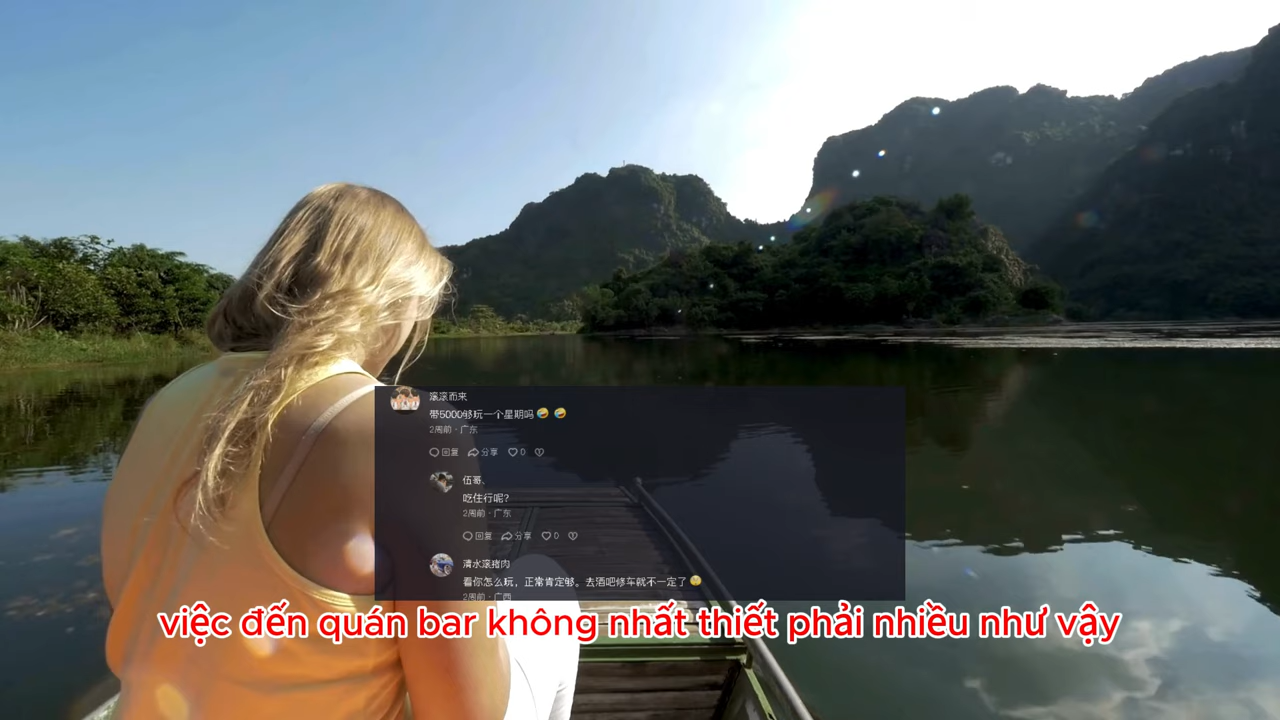 滚滚而来
带5000够玩一个星期吗🤣 🤣
2周前 · 广东
回复 分享 0
伍哥、
吃住行呢?
2周前 · 广东
回复 分享 0
清水滚猪肉
看你怎么玩，正常肯定够。去酒吧修车就不一定了😁
2周前 · 广西
việc đến quán bar không nhất thiết phải nhiều như vậy